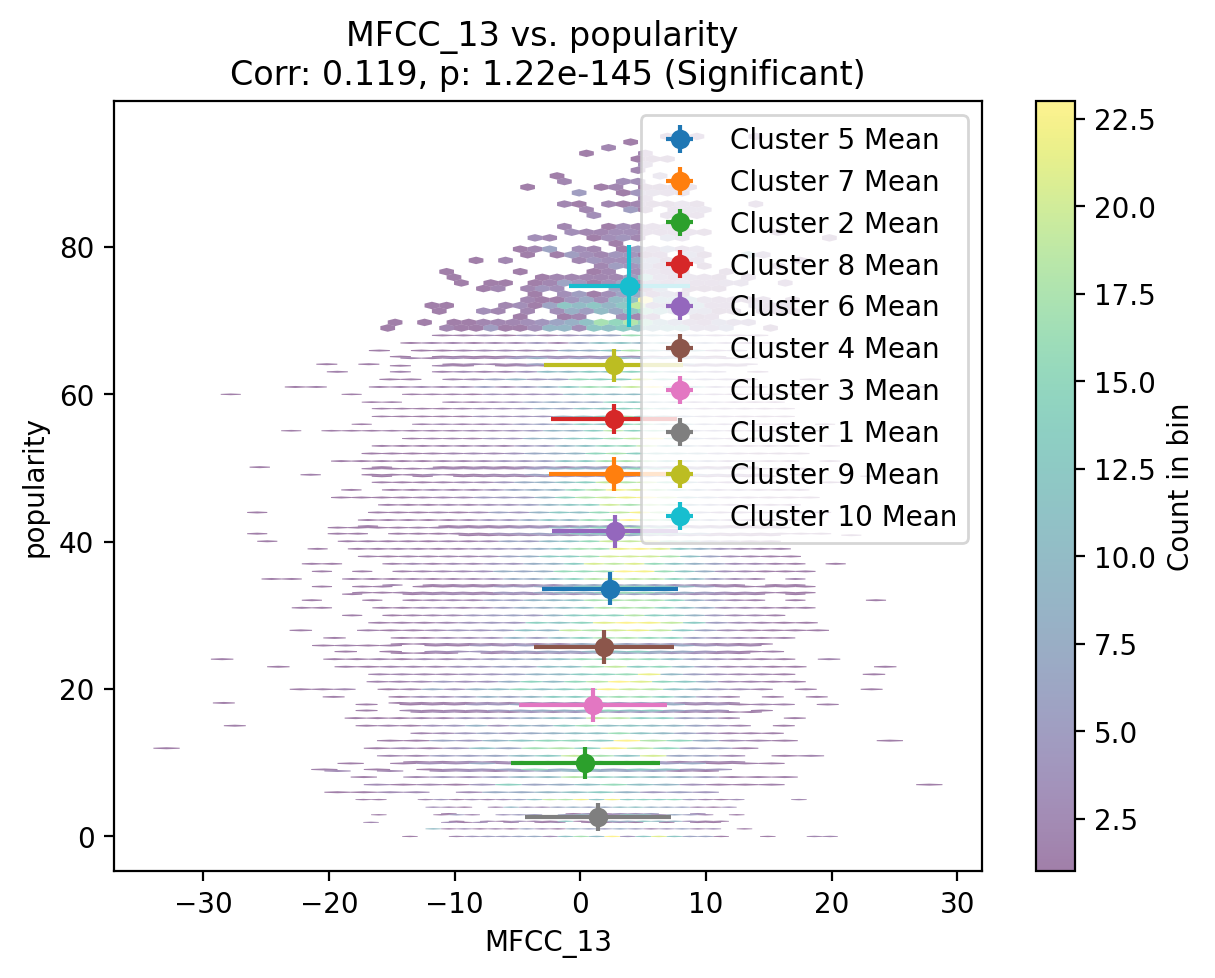 MFCC_13 vs. popularity
Corr: 0.119, p: 1.22e-145 (Significant)
popularity
80
60
40
20
0
−30
−20
−10
0
10
20
30
MFCC_13
Cluster 5 Mean
Cluster 7 Mean
Cluster 2 Mean
Cluster 8 Mean
Cluster 6 Mean
Cluster 4 Mean
Cluster 3 Mean
Cluster 1 Mean
Cluster 9 Mean
Cluster 10 Mean
22.5
20.0
17.5
15.0
12.5
10.0
7.5
5.0
2.5
Count in bin